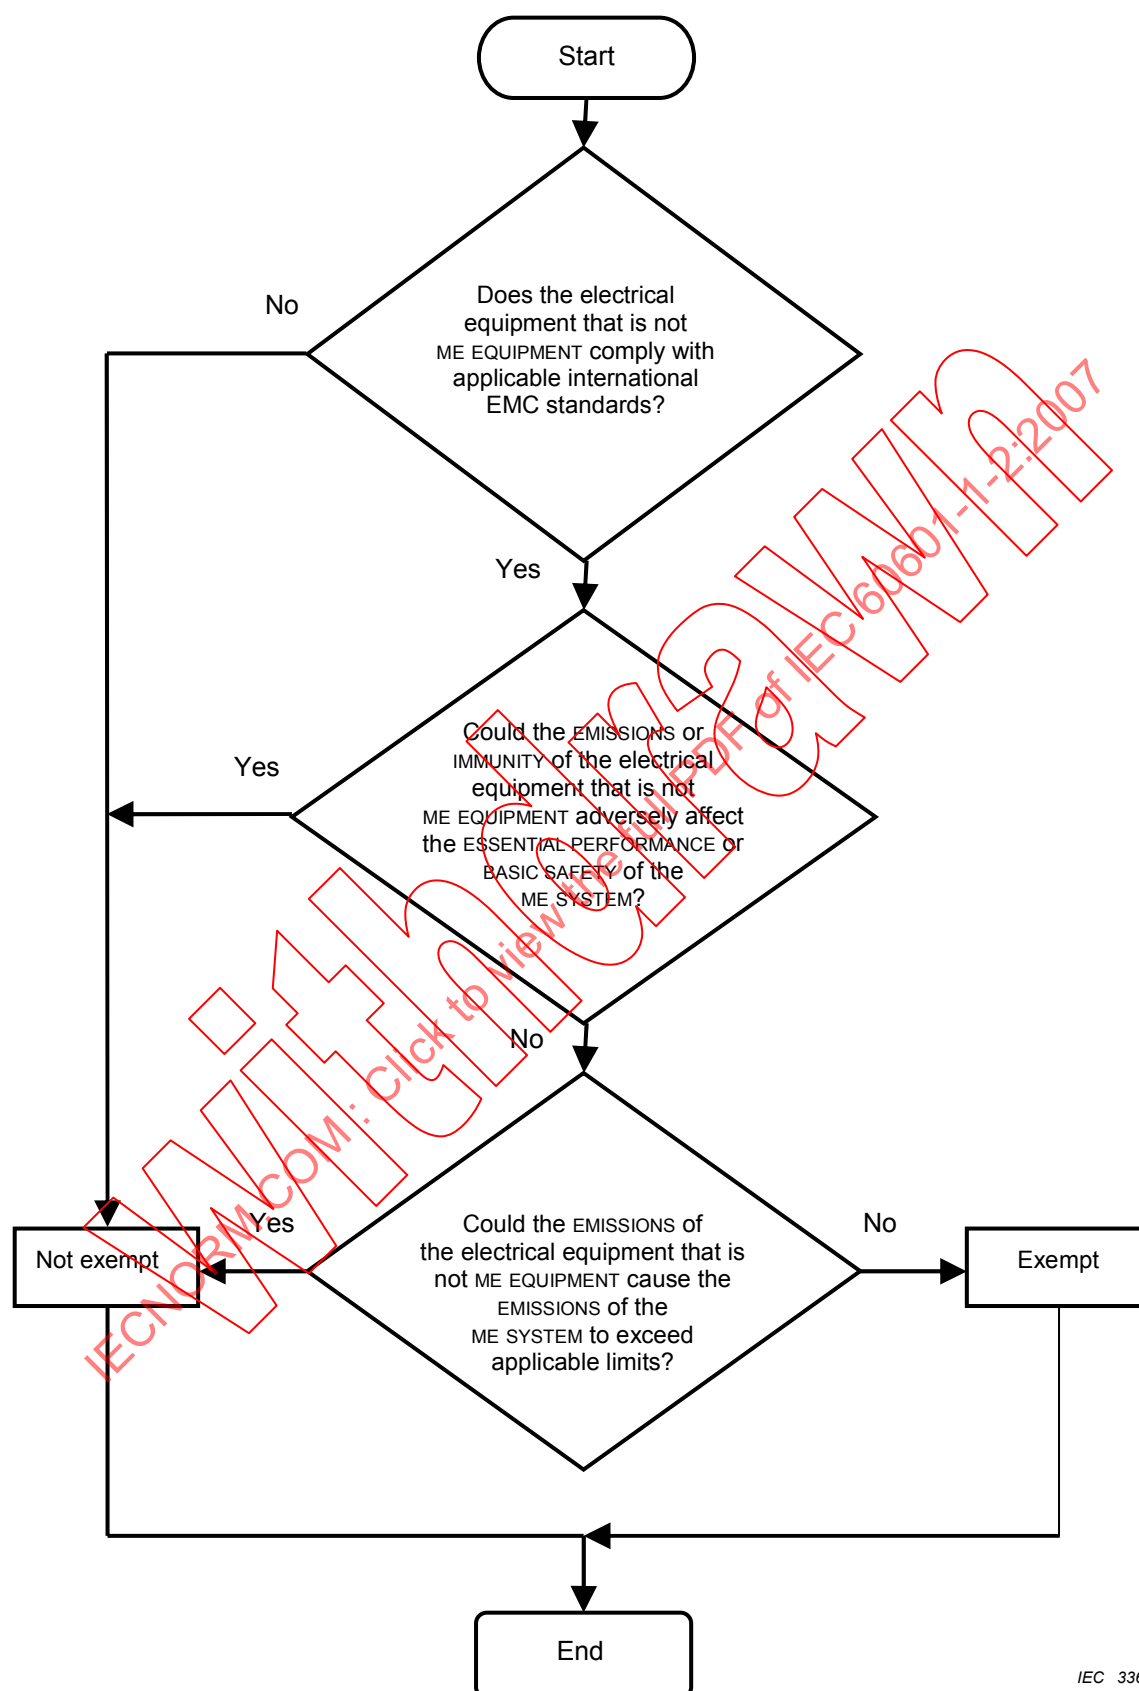 Start
No
Does the electrical
equipment that is not
ME EQUIPMENT comply with
applicable international
EMC standards?
Yes
Yes
Could the EMISSIONS or
IMMUNITY of the electrical
equipment that is not
ME EQUIPMENT adversely affect
the ESSENTIAL PERFORMANCE or
BASIC SAFETY of the
ME SYSTEM?
No
Not exempt
Yes
Could the EMISSIONS of
the electrical equipment that is
not ME EQUIPMENT cause the
EMISSIONS of the
ME SYSTEM to exceed
applicable limits?
No
Exempt
End
IEC 336
Withdrawn
IECNORM.COM : Click to view the full PDF of IEC 60601-1-2:2007